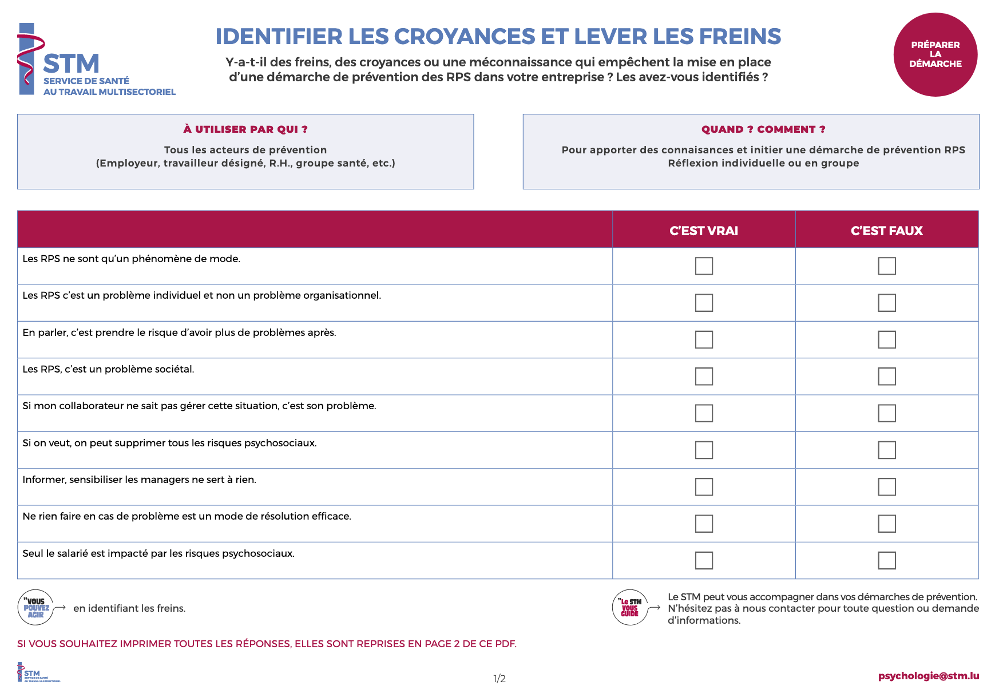 STM
SERVICE DE SANTÉ
AU TRAVAIL MULTISECTORIEL
IDENTIFIER LES CROYANCES ET LEVER LES FREINS
Y-a-t-il des freins, des croyances ou une méconnaissance qui empêchent la mise en place
d’une démarche de prévention des RPS dans votre entreprise ? Les avez-vous identifiés ?
PRÉPARER
LA
DÉMARCHE
À UTILISER PAR QUI ?
Tous les acteurs de prévention
(Employeur, travailleur désigné, R.H., groupe santé, etc.)
QUAND ? COMMENT ?
Pour apporter des connaisances et initier une démarche de prévention RPS
Réflexion individuelle ou en groupe
C’EST VRAI
C’EST FAUX
Les RPS ne sont qu’un phénomène de mode.
Les RPS c’est un problème individuel et non un problème organisationnel.
En parler, c’est prendre le risque d’avoir plus de problèmes après.
Les RPS, c’est un problème sociétal.
Si mon collaborateur ne sait pas gérer cette situation, c’est son problème.
Si on veut, on peut supprimer tous les risques psychosociaux.
Informer, sensibiliser les managers ne sert à rien.
Ne rien faire en cas de problème est un mode de résolution efficace.
Seul le salarié est impacté par les risques psychosociaux.
”VOUS
POUVEZ
AGIR
en identifiant les freins.
”Le STM
VOUS
GUIDE
Le STM peut vous accompagner dans vos démarches de prévention.
N’hésitez pas à nous contacter pour toute question ou demande
d’informations.
SI VOUS SOUHAITEZ IMPRIMER TOUTES LES RÉPONSES, ELLES SONT REPRISES EN PAGE 2 DE CE PDF.
STM
SERVICE DE SANTÉ
AU TRAVAIL MULTISECTORIEL
1/2
psychologie@stm.lu